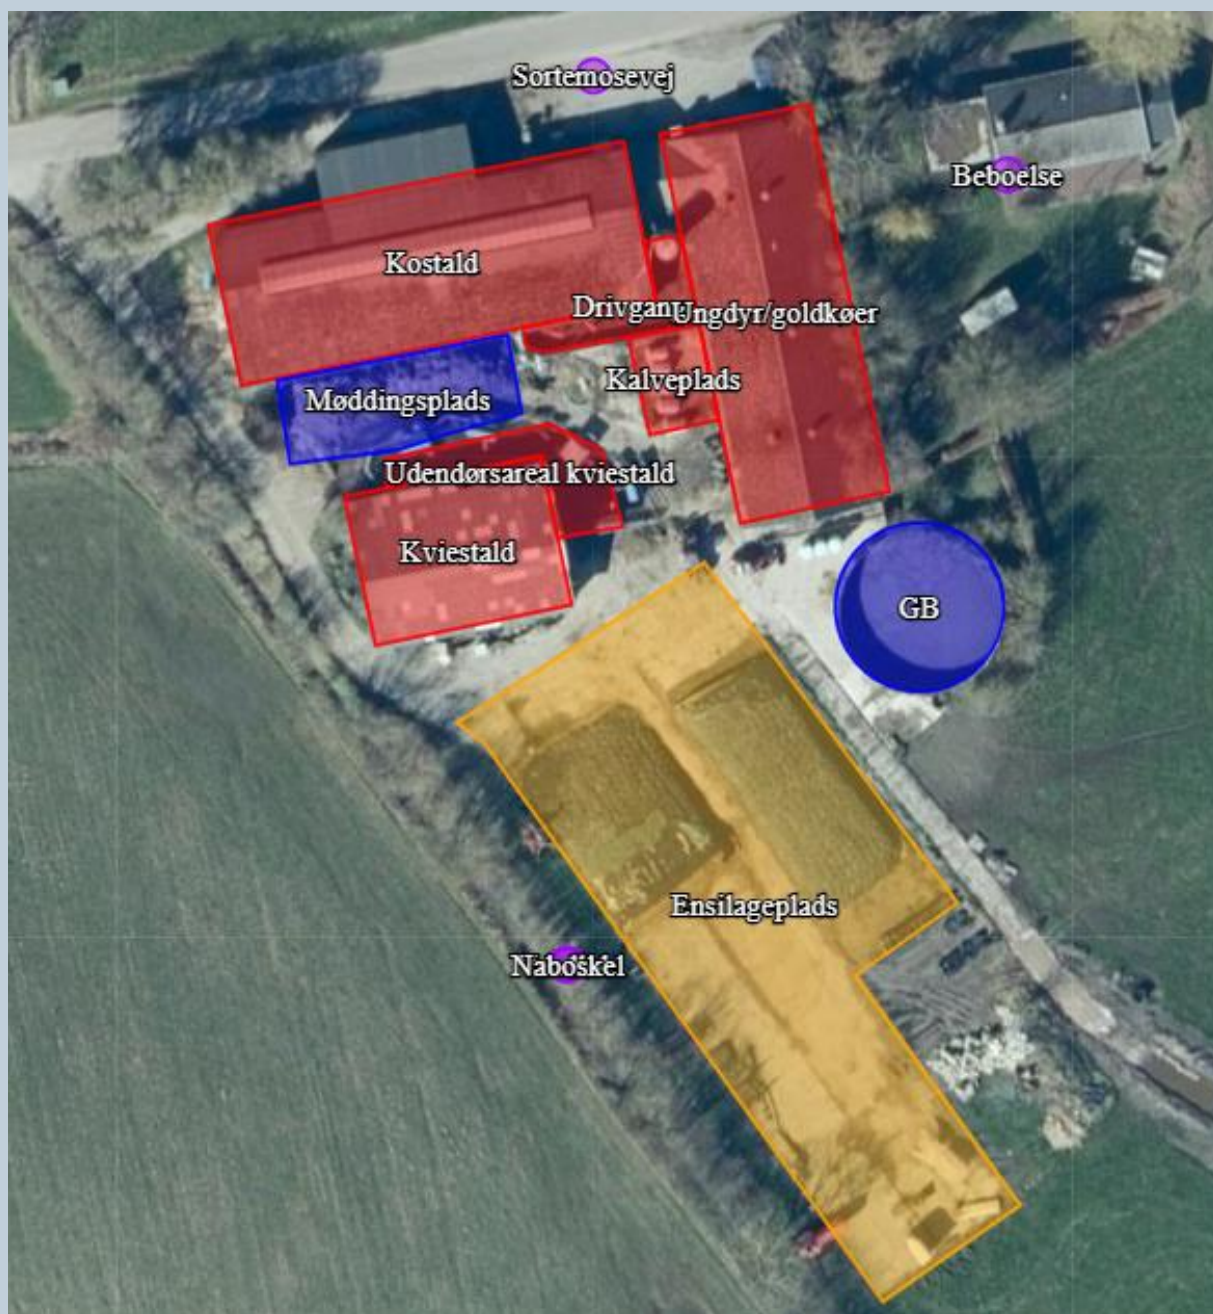 Sortemosevej
Beboelse
Kostald
Drivgang
Ungdyr/goldkøer
Kalveplads
Møddingsplads
Udendørsareal kviestald
Kviestald
GB
Ensilageplads
Naboskel